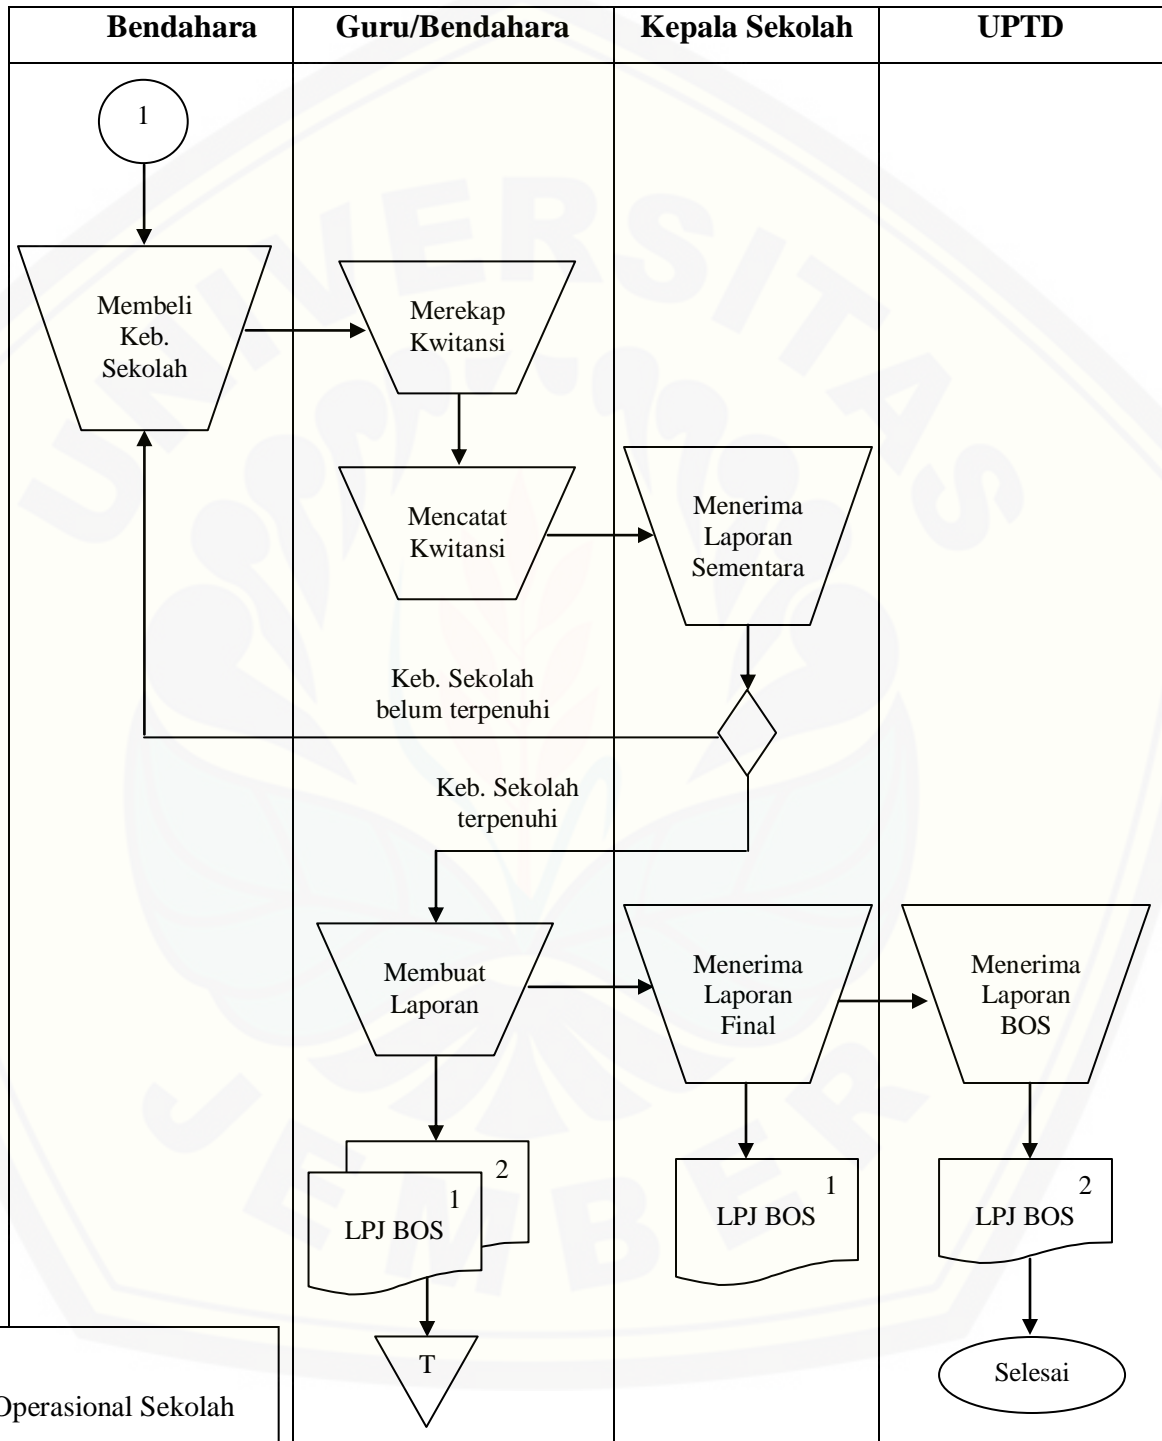 Bendahara
Guru/Bendahara
Kepala Sekolah
UPTD
1
Membeli
Keb.
Sekolah
Merekap
Kwitansi
Mencatat
Kwitansi
Menerima
Laporan
Sementara
Keb. Sekolah
belum terpenuhi
Keb. Sekolah
terpenuhi
Membuat
Laporan
Menerima
Laporan
Final
Menerima
Laporan
BOS
2
1
LPJ BOS
1
LPJ BOS
2
LPJ BOS
T
Selesai
Operasional Sekolah
UNIVERSITAS
JEMBER